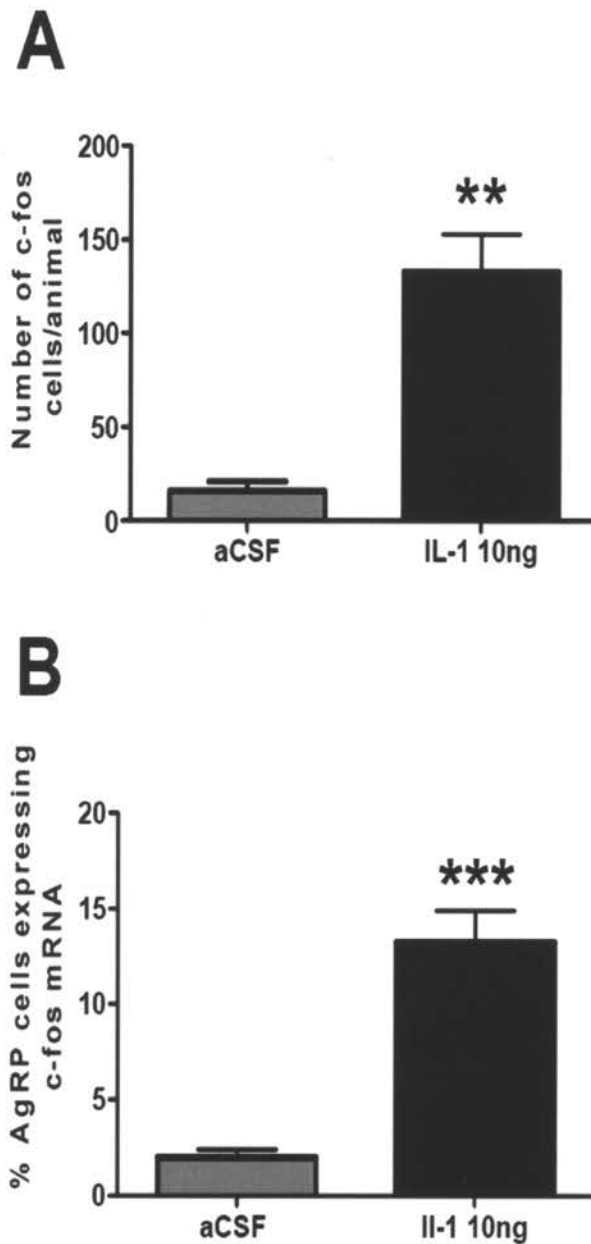 A
Number of c-fos
cells/animal
200
150
100
50
0
**
aCSF
IL-1 10ng
B
% AgRP cells expressing
c-fos mRNA
20
15
10
5
0
***
aCSF
Il-1 10ng